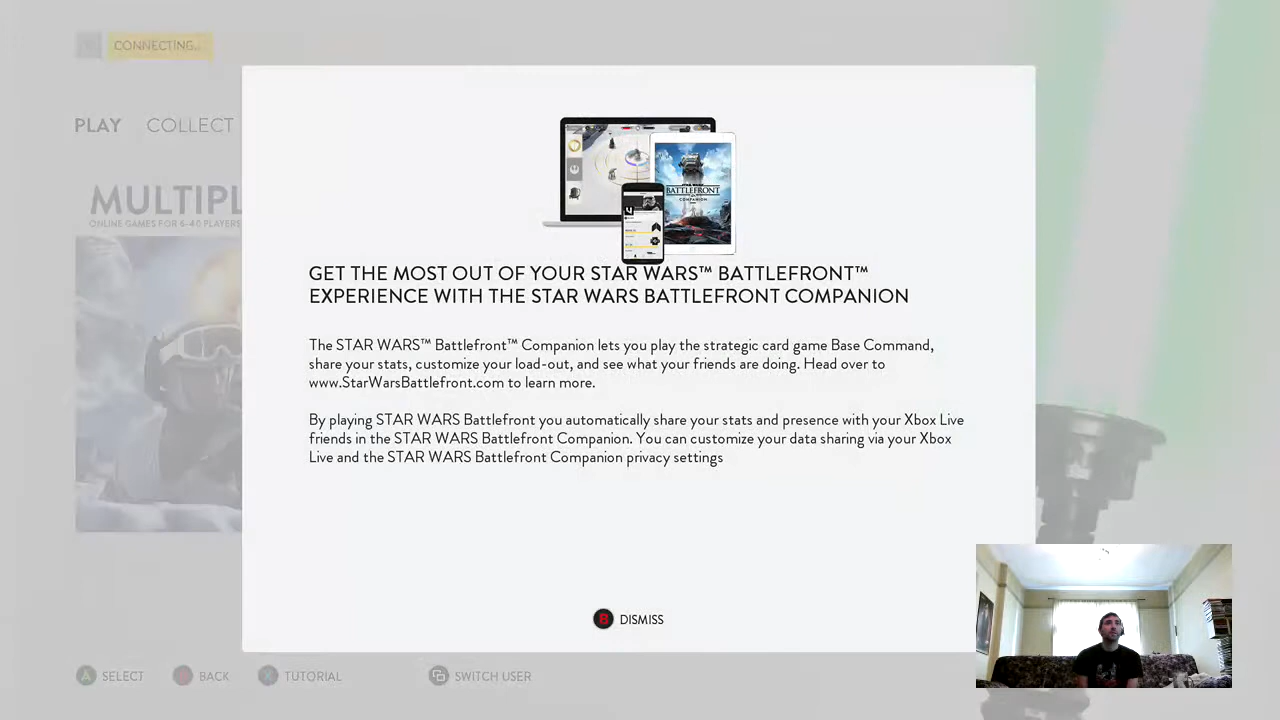 CONNECTING...
PLAY COLLECT
MULTIPL
ONLINE GAMES FOR 6-40 PLAYERS
BATTLEFRONT
COMPANION
GET THE MOST OUT OF YOUR STAR WARS™ BATTLEFRONT™
EXPERIENCE WITH THE STAR WARS BATTLEFRONT COMPANION
The STAR WARS™ Battlefront™ Companion lets you play the strategic card game Base Command,
share your stats, customize your load-out, and see what your friends are doing. Head over to
www.StarWarsBattlefront.com to learn more.
By playing STAR WARS Battlefront you automatically share your stats and presence with your Xbox Live
friends in the STAR WARS Battlefront Companion. You can customize your data sharing via your Xbox
Live and the STAR WARS Battlefront Companion privacy settings
B DISMISS
A SELECT BACK X TUTORIAL SWITCH USER